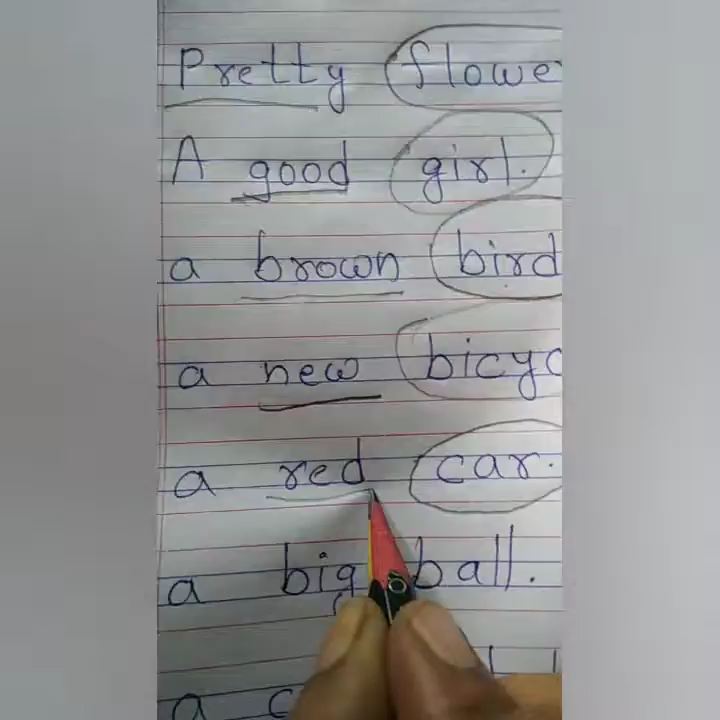 Pretty flowe
A good girl.
a brown bird
a new bicyc
a red car.
a big ball.
a c